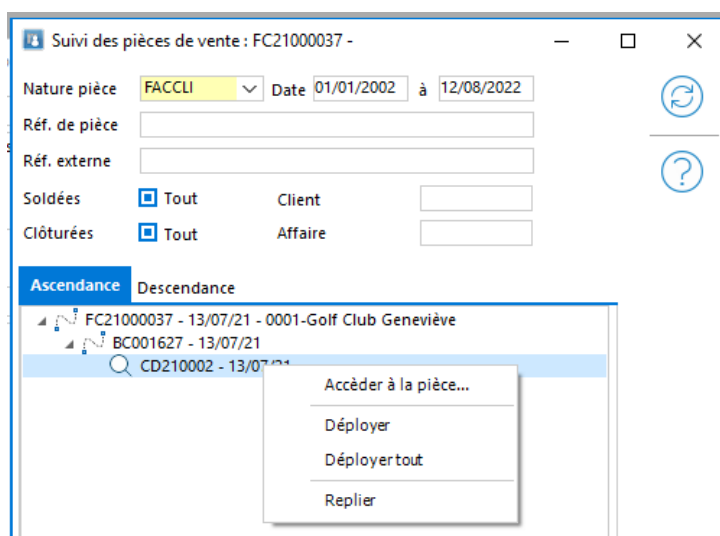 Suivi des pièces de vente : FC21000037 -
Nature pièce FACCLI Date 01/01/2002 à 12/08/2022
Réf. de pièce
Réf. externe
Soldées Tout Client
Clôturées Tout Affaire
Ascendance Descendance
FC21000037 - 13/07/21 - 0001-Golf Club Geneviève
BC001627 - 13/07/21
CD210002 - 13/07/21
Accèder à la pièce...
Déployer
Déployer tout
Replier